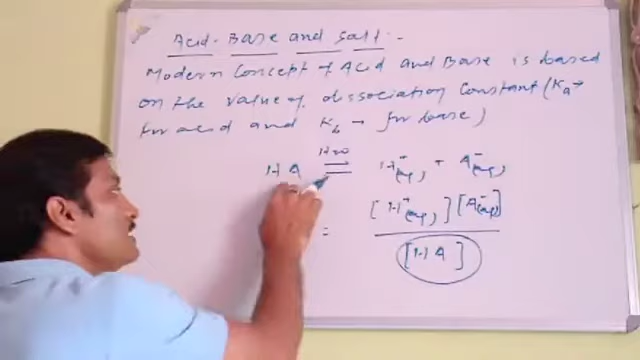 Acid - Base and Salt -
Modern Concept of Acid and Base is based
on the value of dissociation Constant (Ka →
for acid and Kb → for base)
H2O
HA ⇌ H+(aq) + A-(aq)
= [H+(aq)] [A-(aq)]
[HA]